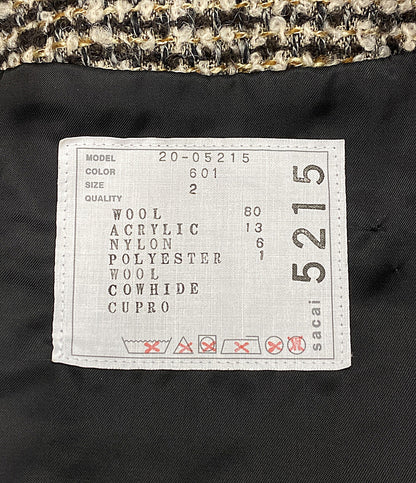 MODEL 20-05215
COLOR 601
SIZE 2
QUALITY
WOOL 80
ACRYLIC 13
NYLON 6
POLYESTER 1
WOOL
COWHIDE
CUPRO
sacai 5215